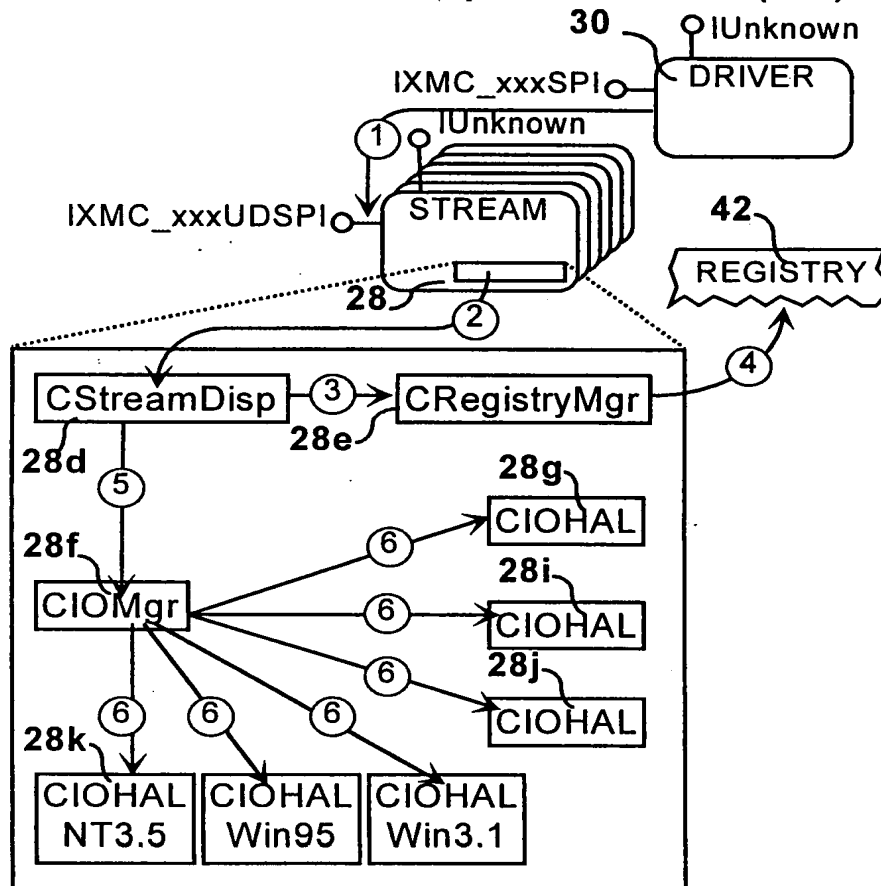 30
IUnknown
IXMC_xxxSPI
DRIVER
1
IUnknown
IXMC_xxxUDSPI
STREAM
42
REGISTRY
28
2
4
CStreamDisp
3
CRegistryMgr
28d
28e
5
28g
CIOHAL
6
28f
28i
CIOMgr
6
CIOHAL
28j
6
CIOHAL
6
6
6
28k
CIOHAL
NT3.5
CIOHAL
Win95
CIOHAL
Win3.1